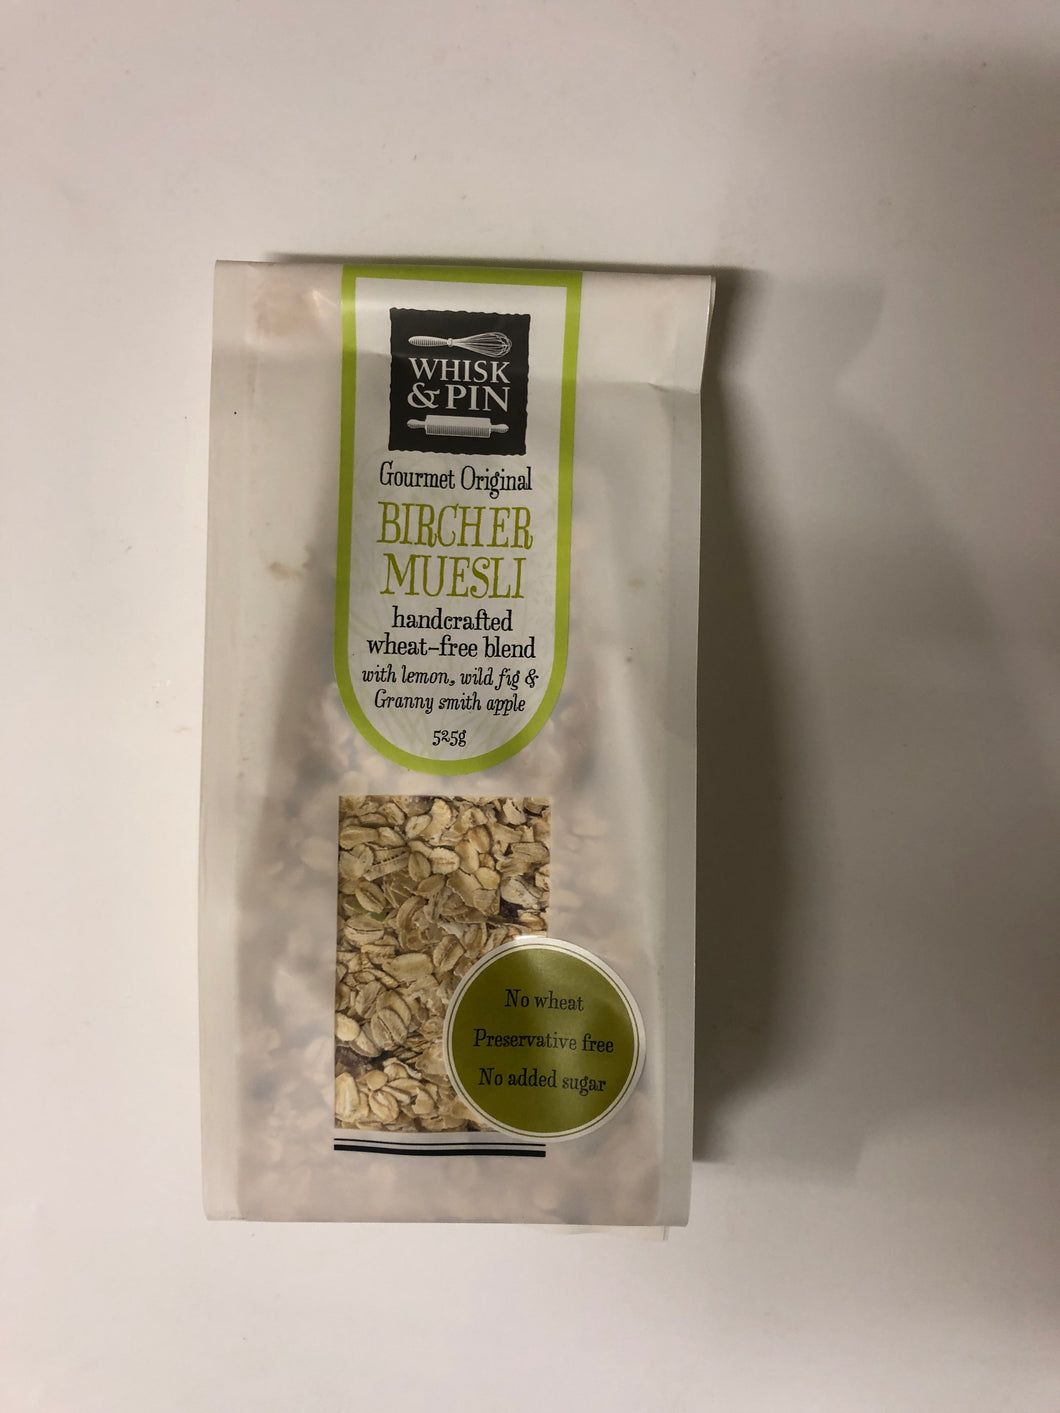 WHISK
& PIN
Gourmet Original
BIRCHER
MUESLI
handcrafted
wheat-free blend
with lemon, wild fig &
Granny smith apple
525g
No wheat
Preservative free
No added sugar